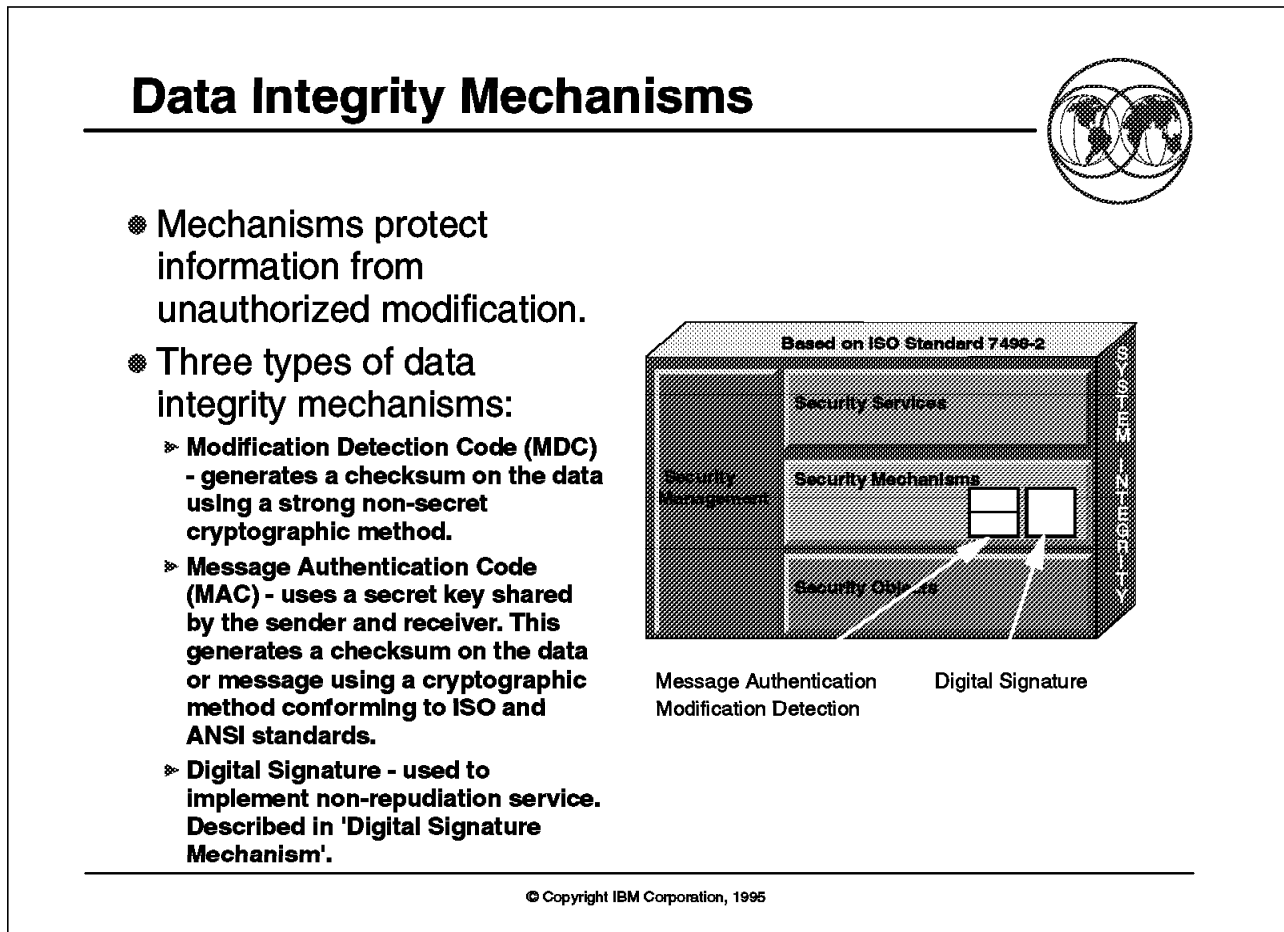 Data Integrity Mechanisms
Mechanisms protect
information from
unauthorized modification.
Three types of data
integrity mechanisms:
Modification Detection Code (MDC)
- generates a checksum on the data
using a strong non-secret
cryptographic method.
Message Authentication Code
(MAC) - uses a secret key shared
by the sender and receiver. This
generates a checksum on the data
or message using a cryptographic
method conforming to ISO and
ANSI standards.
Digital Signature - used to
implement non-repudiation service.
Described in 'Digital Signature
Mechanism'.
Based on ISO Standard 7498-2
Security Services
Security
Management
Security Mechanisms
Security Objects
SYSTEM INTEGRITY
Message Authentication
Modification Detection
Digital Signature
© Copyright IBM Corporation, 1995